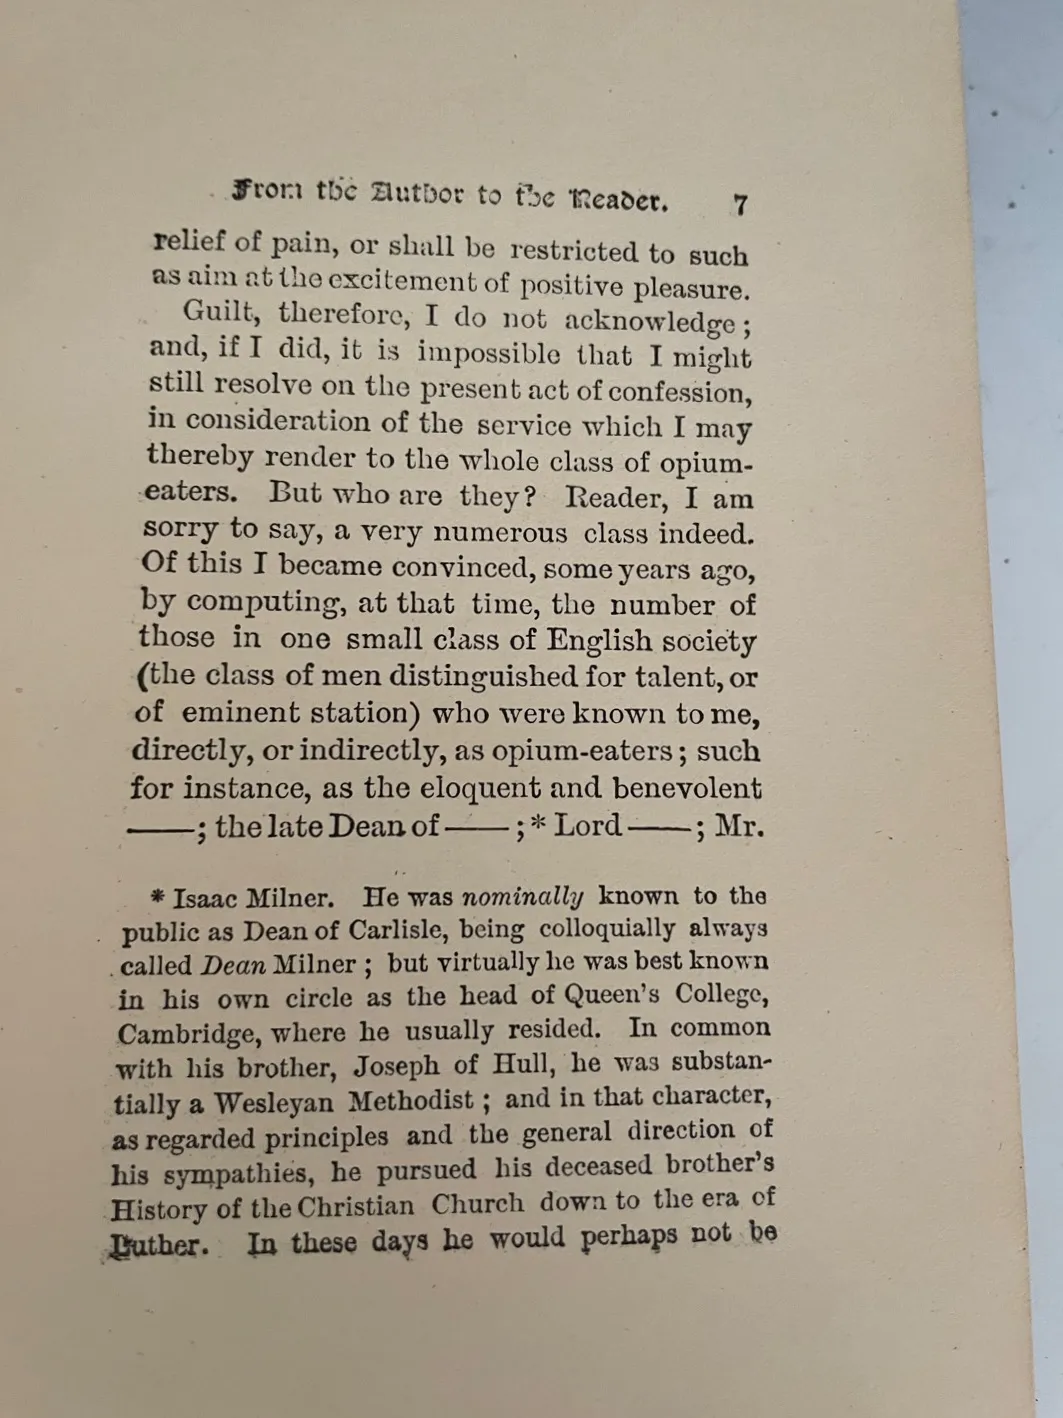 From the Author to the Reader. 7
relief of pain, or shall be restricted to such
as aim at the excitement of positive pleasure.
Guilt, therefore, I do not acknowledge;
and, if I did, it is impossible that I might
still resolve on the present act of confession,
in consideration of the service which I may
thereby render to the whole class of opium-
eaters. But who are they? Reader, I am
sorry to say, a very numerous class indeed.
Of this I became convinced, some years ago,
by computing, at that time, the number of
those in one small class of English society
(the class of men distinguished for talent, or
of eminent station) who were known to me,
directly, or indirectly, as opium-eaters; such
for instance, as the eloquent and benevolent
——; the late Dean of ——;* Lord ——; Mr.
* Isaac Milner. He was nominally known to the
public as Dean of Carlisle, being colloquially always
called Dean Milner; but virtually he was best known
in his own circle as the head of Queen's College,
Cambridge, where he usually resided. In common
with his brother, Joseph of Hull, he was substan-
tially a Wesleyan Methodist; and in that character,
as regarded principles and the general direction of
his sympathies, he pursued his deceased brother's
History of the Christian Church down to the era of
Luther. In these days he would perhaps not be